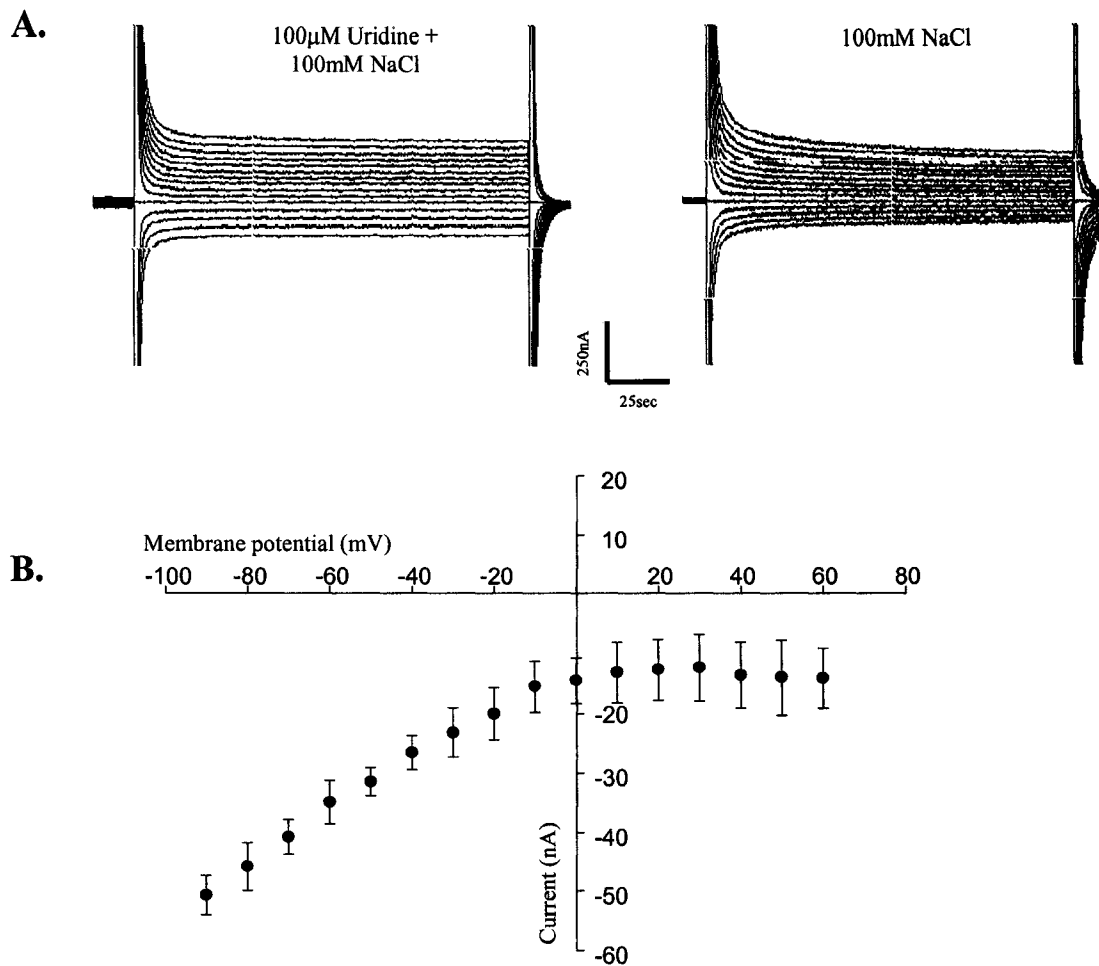 A.
100μM Uridine +
100mM NaCl
100mM NaCl
250nA
25sec
B.
Membrane potential (mV)
-100 -80 -60 -40 -20 20 40 60 80
20
10
-20
-30
-40
-50
-60
Current (nA)